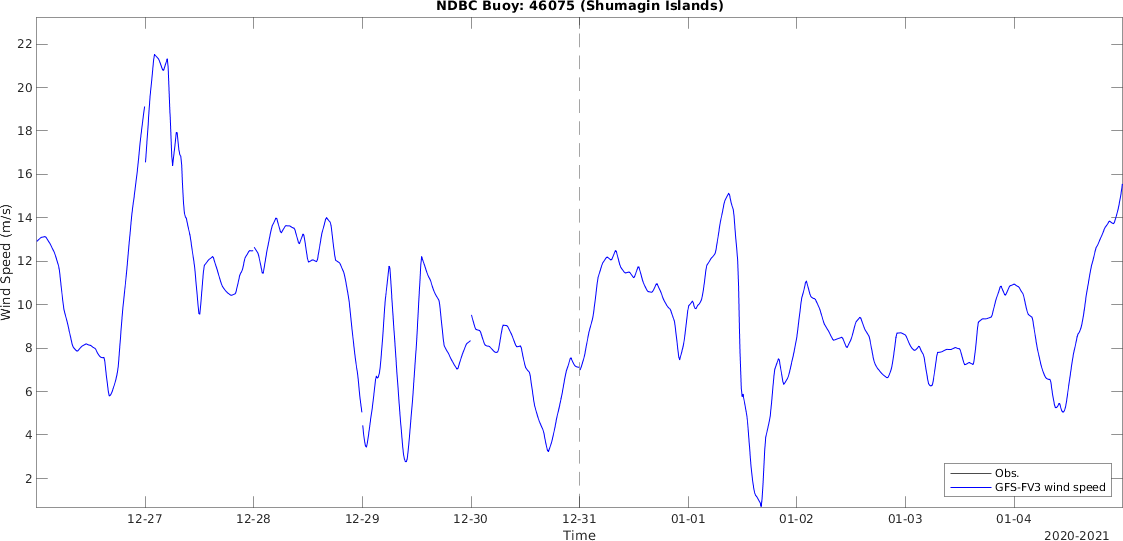 NDBC Buoy: 46075 (Shumagin Islands)
22
20
18
16
14
12
10
8
6
4
2
Wind Speed (m/s)
Obs.
GFS-FV3 wind speed
12-27 12-28 12-29 12-30 12-31 01-01 01-02 01-03 01-04
Time
2020-2021